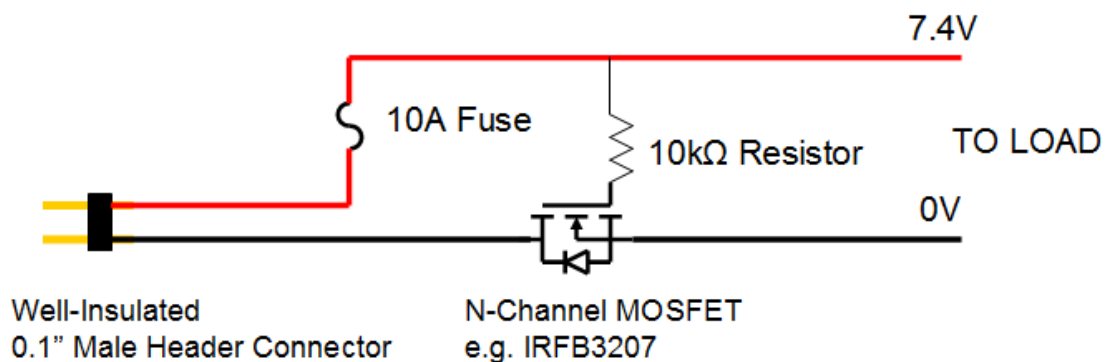 7.4V
10A Fuse
10kΩ Resistor
TO LOAD
0V
Well-Insulated
0.1” Male Header Connector
N-Channel MOSFET
e.g. IRFB3207